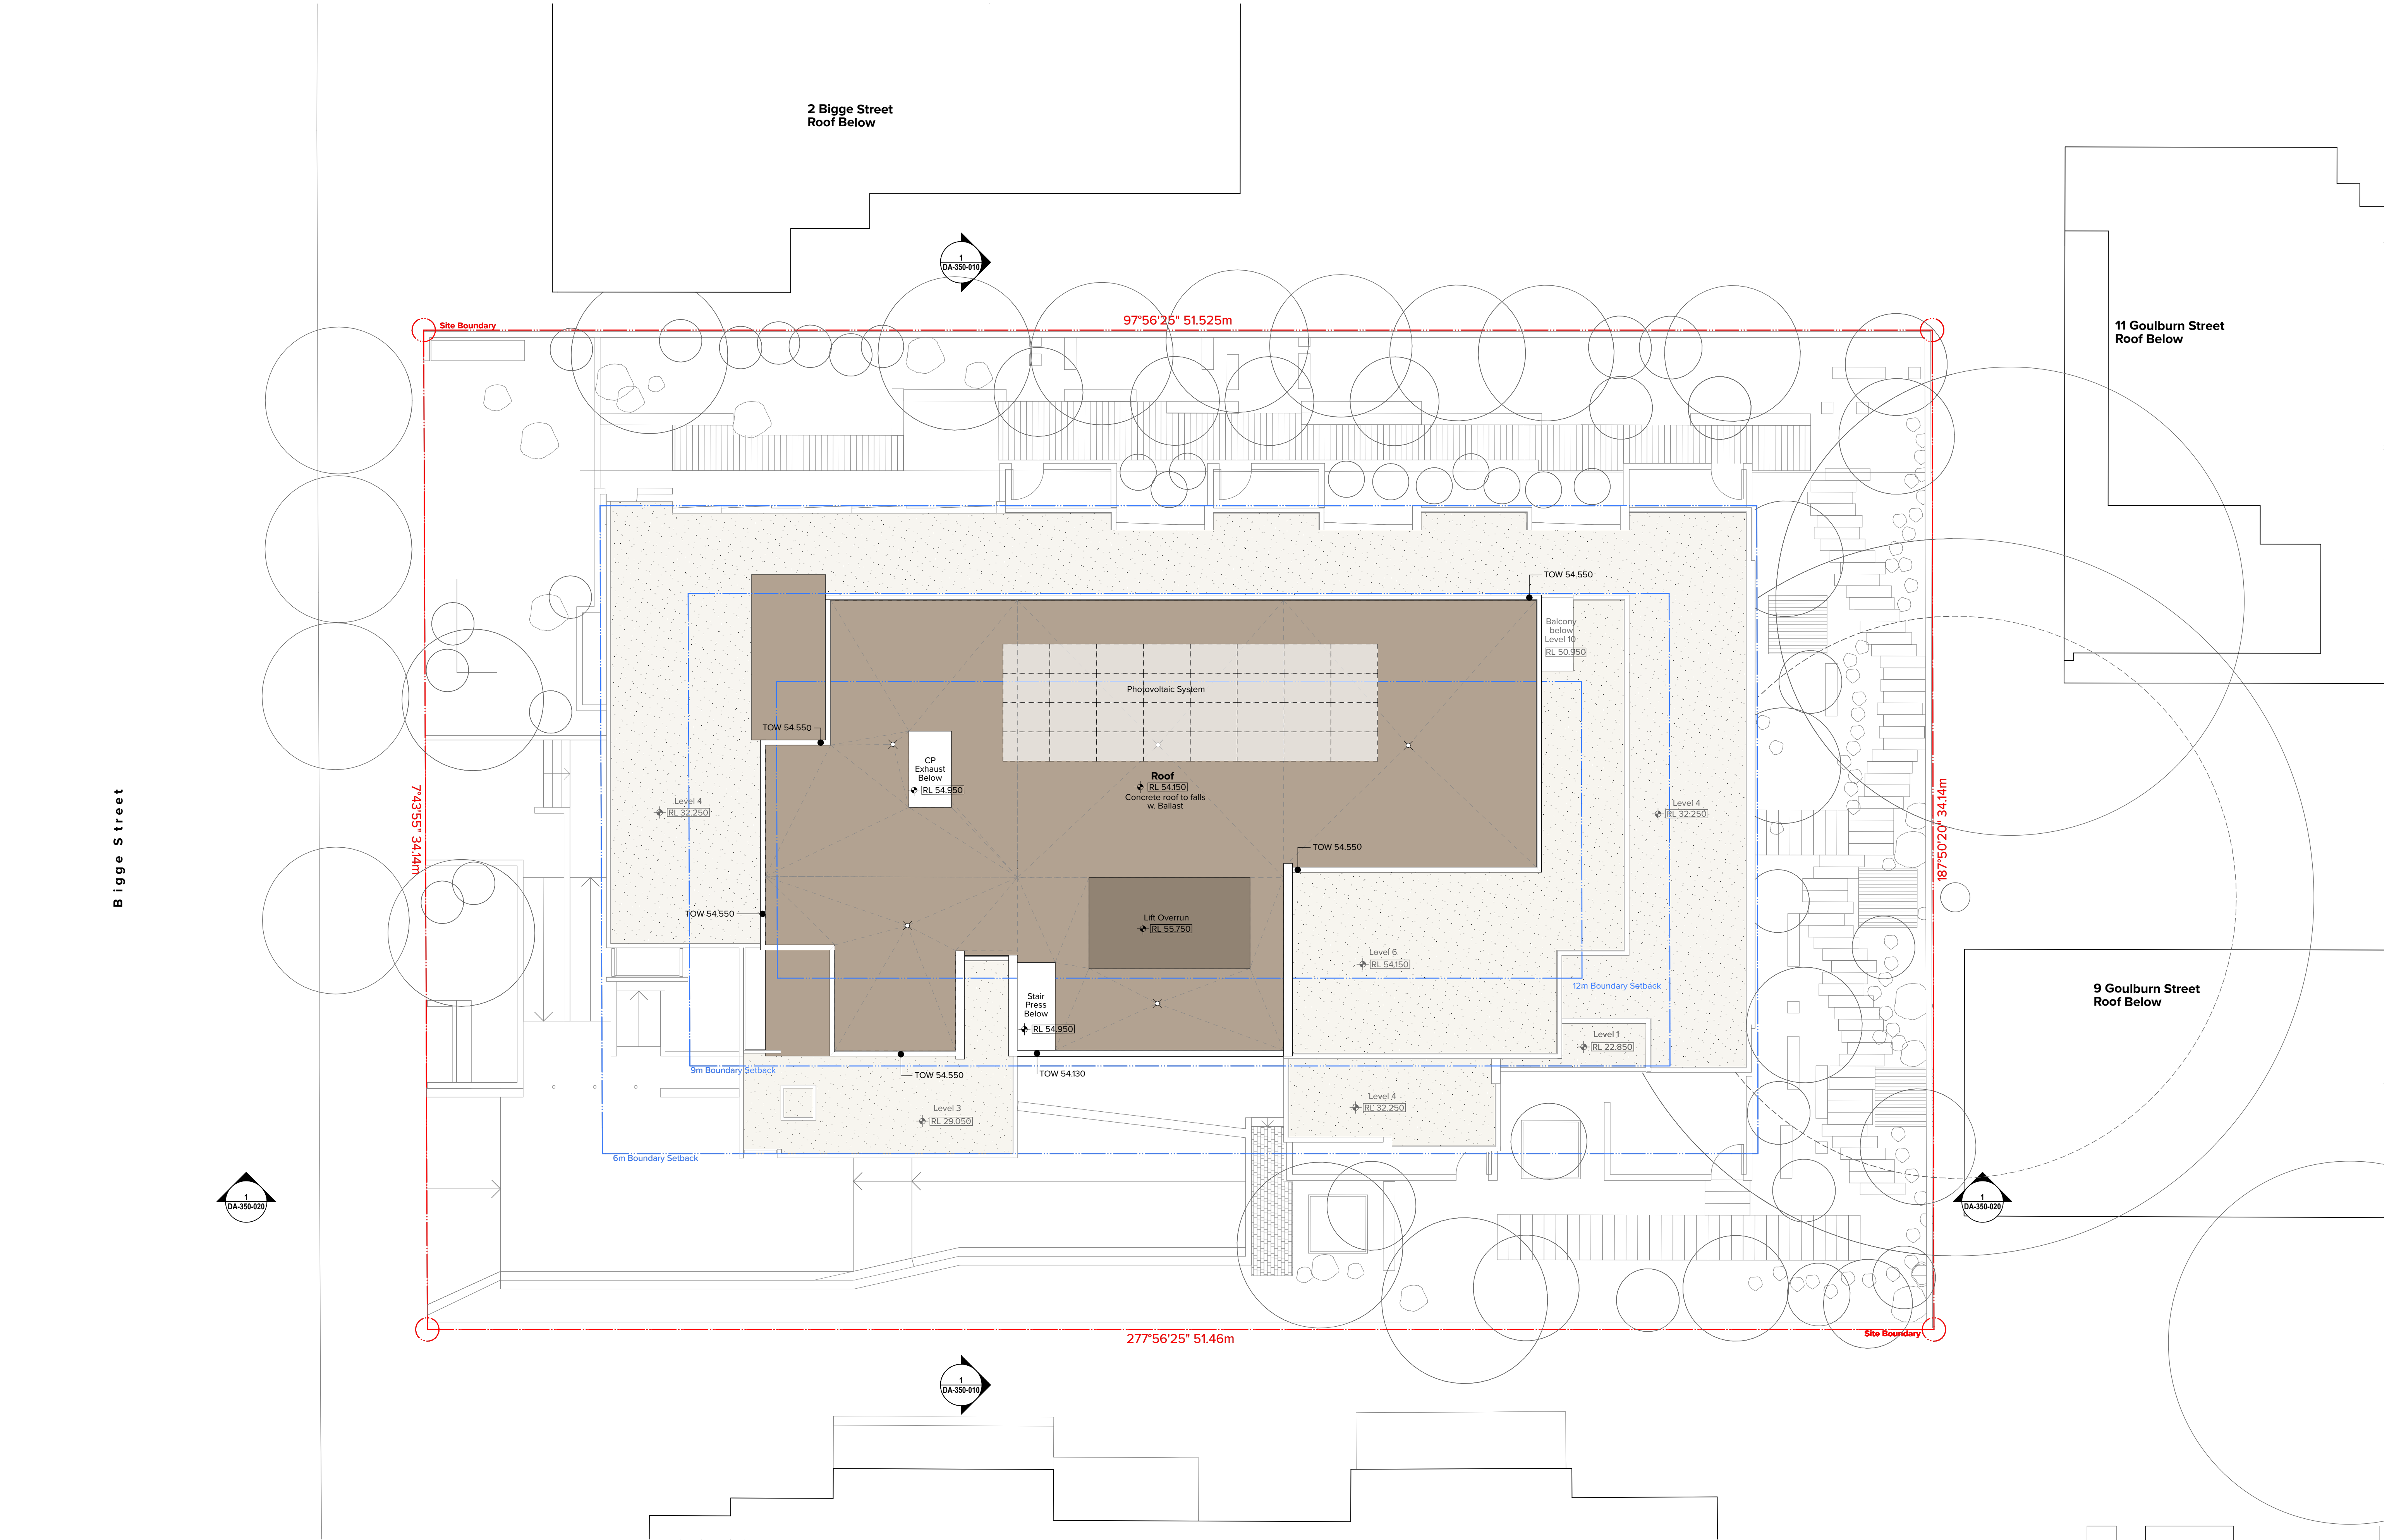 2 Bigge Street
Roof Below
1
DA-350-010
Site Boundary
97°56'25" 51.525m
11 Goulburn Street
Roof Below
TOW 54.550
Balcony
below
Level 10
RL 50.950
Photovoltaic System
TOW 54.550
CP
Exhaust
Below
RL 54.950
Roof
RL 54.150
Concrete roof to falls
w. Ballast
Level 4
RL 32.250
Level 4
RL 32.250
7°43'55" 34.14m
187°50'20" 34.14m
Bigge Street
TOW 54.550
TOW 54.550
Lift Overrun
RL 55.750
Level 6
RL 54.150
12m Boundary Setback
9 Goulburn Street
Roof Below
Stair
Press
Below
RL 54.950
Level 1
RL 22.850
9m Boundary Setback
TOW 54.550
TOW 54.130
Level 3
RL 29.050
Level 4
RL 32.250
6m Boundary Setback
1
DA-350-020
1
DA-350-020
277°56'25" 51.46m
Site Boundary
1
DA-350-010